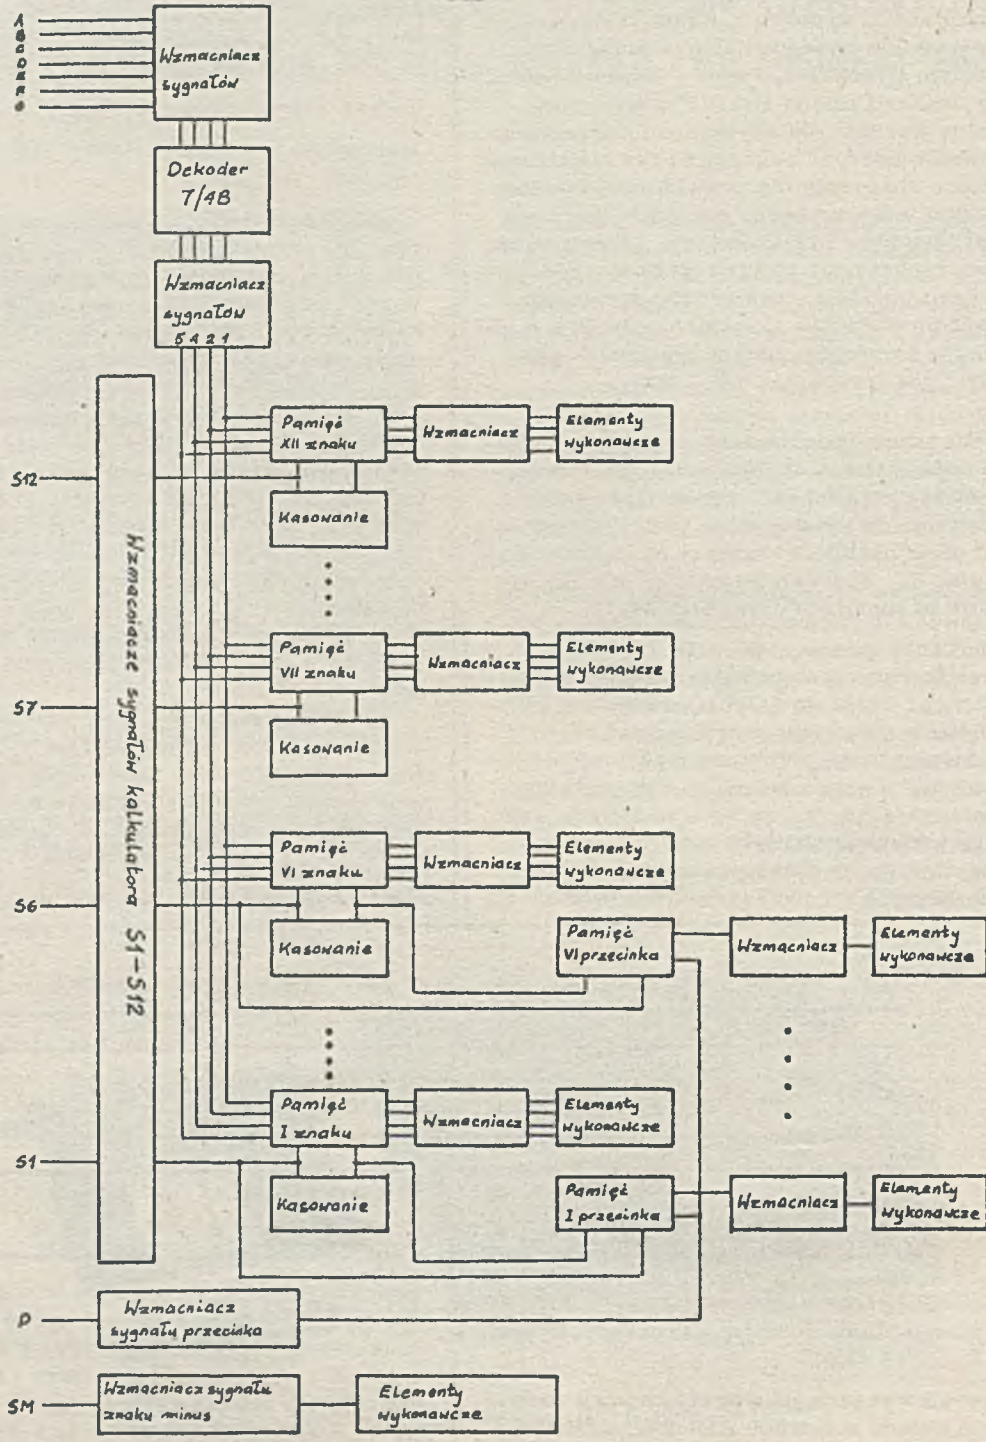 A
B
C
D
E
F
G
Wzmacniacz
sygnałów
Dekoder
7/4B
Wzmacniacz
sygnałów
5 4 2 1
Pamięć
XII znaku
Wzmacniacz
Elementy
wykonawcze
S12
Kasowanie
Wzmacniacze sygnałów kalkulatora S1-S12
Pamięć
VII znaku
Wzmacniacz
Elementy
wykonawcze
S7
Kasowanie
Pamięć
VI znaku
Wzmacniacz
Elementy
wykonawcze
S6
Kasowanie
Pamięć
VI przecinka
Wzmacniacz
Elementy
wykonawcze
Pamięć
I znaku
Wzmacniacz
Elementy
wykonawcze
S1
Kasowanie
Pamięć
I przecinka
Wzmacniacz
Elementy
wykonawcze
P
Wzmacniacz
sygnału przecinka
SM
Wzmacniacz sygnału
znaku minus
Elementy
wykonawcze